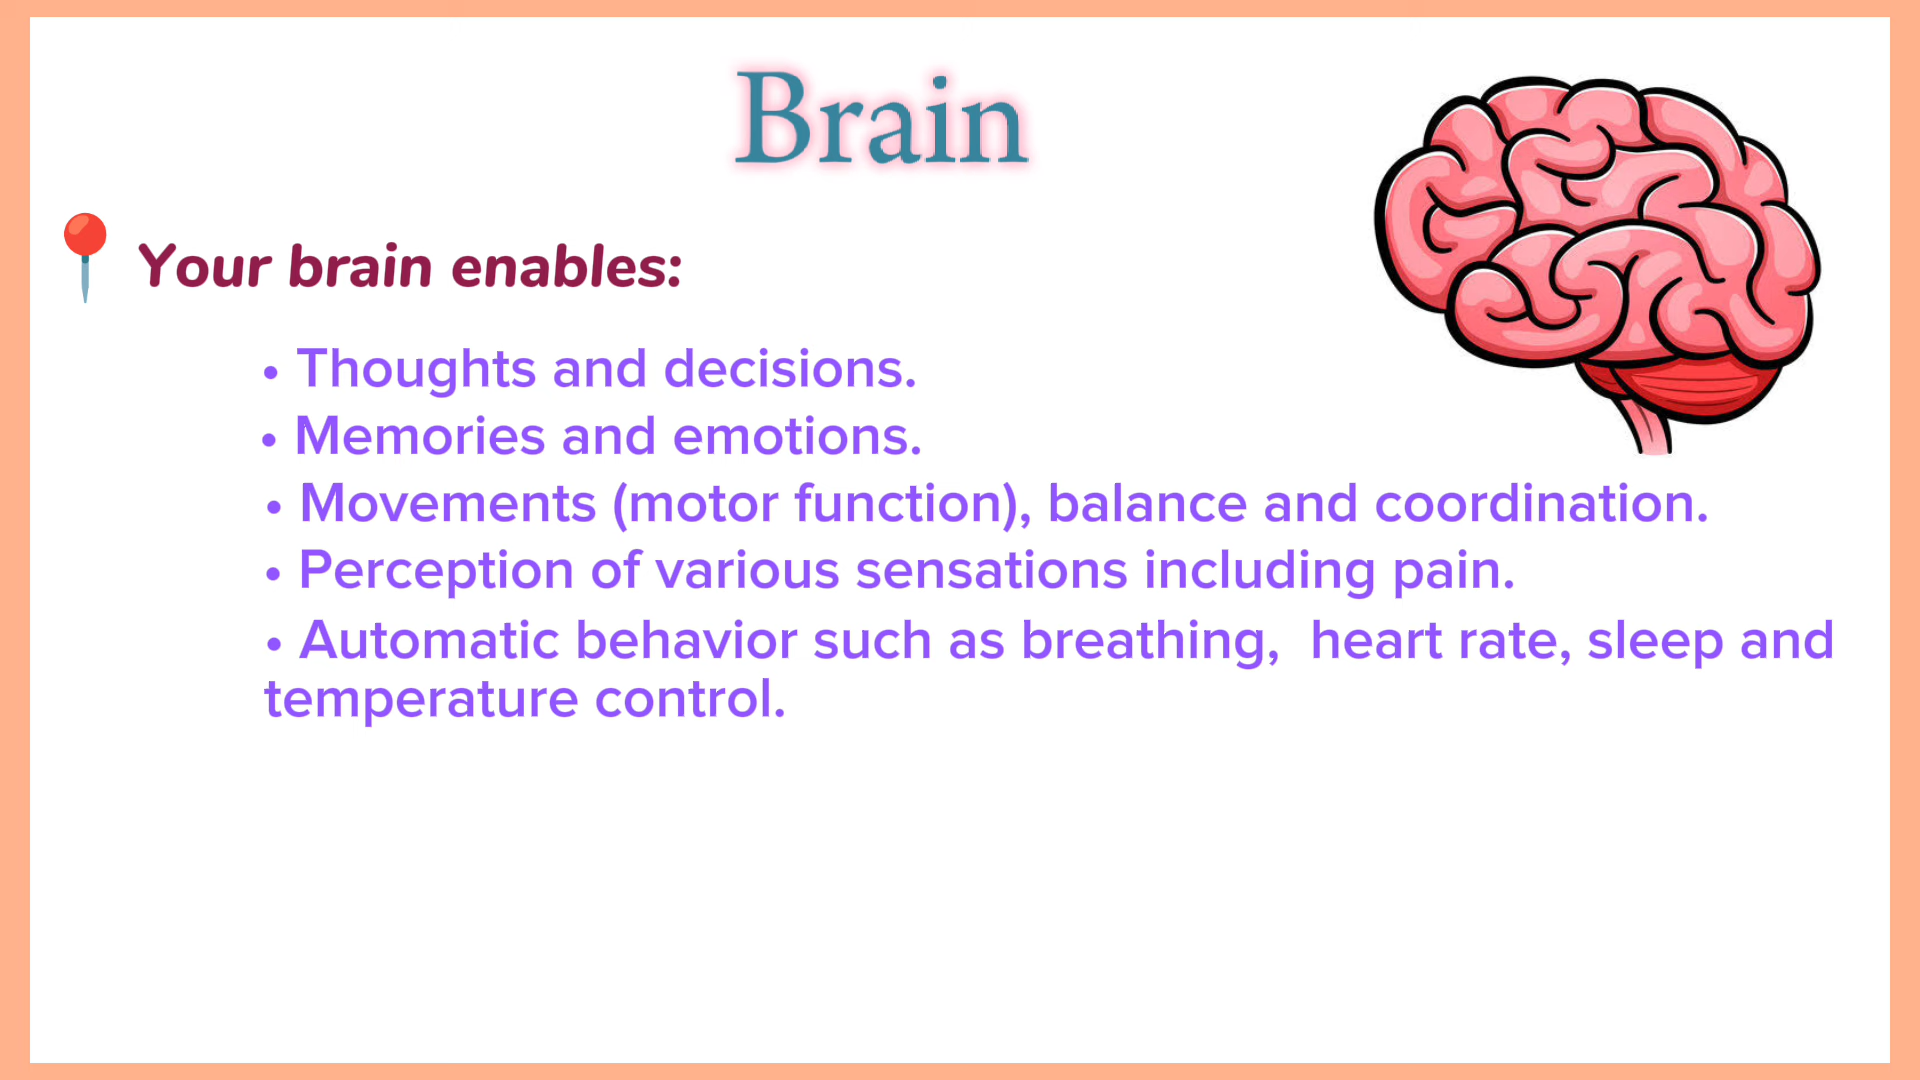 Brain
Your brain enables:
• Thoughts and decisions.
• Memories and emotions.
• Movements (motor function), balance and coordination.
• Perception of various sensations including pain.
• Automatic behavior such as breathing,  heart rate, sleep and
temperature control.